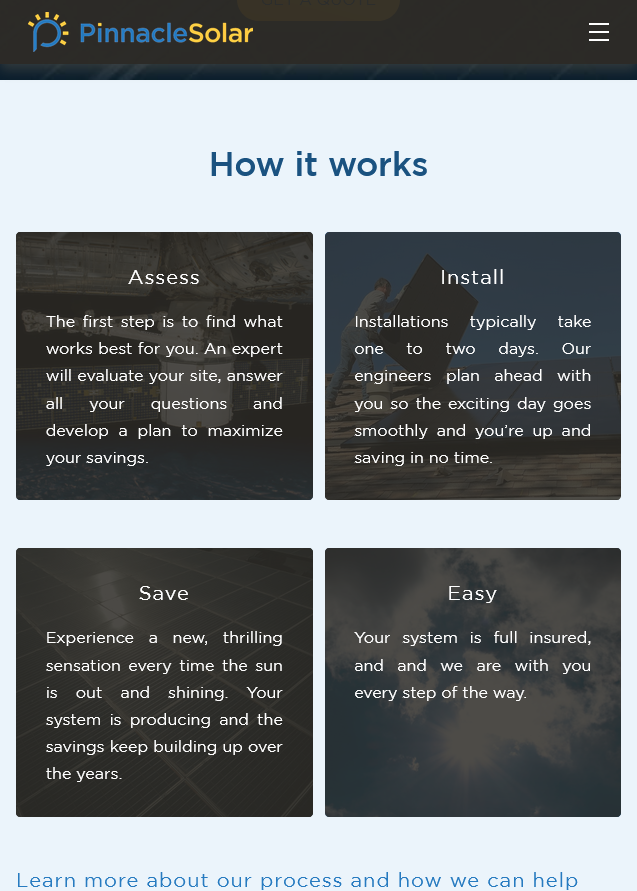 GET A QUOTE
PinnacleSolar
How it works
Assess
The first step is to find what
works best for you. An expert
will evaluate your site, answer
all your questions and
develop a plan to maximize
your savings.
Install
Installations typically take
one to two days. Our
engineers plan ahead with
you so the exciting day goes
smoothly and you're up and
saving in no time.
Save
Experience a new, thrilling
sensation every time the sun
is out and shining. Your
system is producing and the
savings keep building up over
the years.
Easy
Your system is full insured,
and and we are with you
every step of the way.
Learn more about our process and how we can help